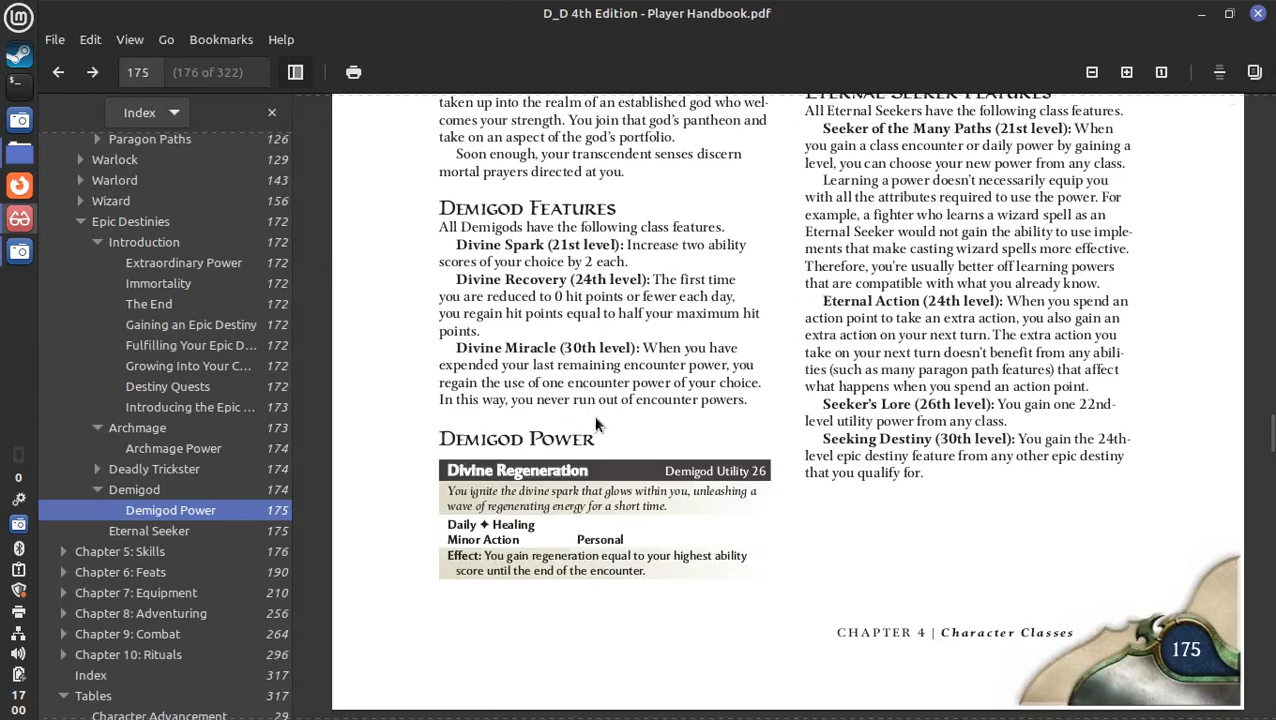 D_D 4th Edition - Player Handbook.pdf
File Edit View Go Bookmarks Help
175 (176 of 322)
Index
Paragon Paths 126
Warlock 129
Warlord 143
Wizard 156
Epic Destinies 172
Introduction 172
Extraordinary Power 172
Immortality 172
The End 172
Gaining an Epic Destiny 172
Fulfilling Your Epic D... 172
Growing Into Your C... 172
Destiny Quests 172
Introducing the Epic ... 173
Archmage 173
Archmage Power 174
Deadly Trickster 174
Demigod 174
Demigod Power 175
Eternal Seeker 175
Chapter 5: Skills 176
Chapter 6: Feats 190
Chapter 7: Equipment 210
Chapter 8: Adventuring 256
Chapter 9: Combat 264
Chapter 10: Rituals 296
Index 317
Tables 317
Character Advancement 29
0
17
00
taken up into the realm of an established god who wel-
comes your strength. You join that god's pantheon and
take on an aspect of the god's portfolio.
Soon enough, your transcendent senses discern
mortal prayers directed at you.
Demigod Features
All Demigods have the following class features.
Divine Spark (21st level): Increase two ability
scores of your choice by 2 each.
Divine Recovery (24th level): The first time
you are reduced to 0 hit points or fewer each day,
you regain hit points equal to half your maximum hit
points.
Divine Miracle (30th level): When you have
expended your last remaining encounter power, you
regain the use of one encounter power of your choice.
In this way, you never run out of encounter powers.
Demigod Power
Divine Regeneration Demigod Utility 26
You ignite the divine spark that glows within you, unleashing a
wave of regenerating energy for a short time.
Daily ✦ Healing
Minor Action Personal
Effect: You gain regeneration equal to your highest ability
score until the end of the encounter.
Eternal Seeker Features
All Eternal Seekers have the following class features.
Seeker of the Many Paths (21st level): When
you gain a class encounter or daily power by gaining a
level, you can choose your new power from any class.
Learning a power doesn't necessarily equip you
with all the attributes required to use the power. For
example, a fighter who learns a wizard spell as an
Eternal Seeker would not gain the ability to use imple-
ments that make casting wizard spells more effective.
Therefore, you're usually better off learning powers
that are compatible with what you already know.
Eternal Action (24th level): When you spend an
action point to take an extra action, you also gain an
extra action on your next turn. The extra action you
take on your next turn doesn't benefit from any abili-
ties (such as many paragon path features) that affect
what happens when you spend an action point.
Seeker's Lore (26th level): You gain one 22nd-
level utility power from any class.
Seeking Destiny (30th level): You gain the 24th-
level epic destiny feature from any other epic destiny
that you qualify for.
CHAPTER 4 | Character Classes
175